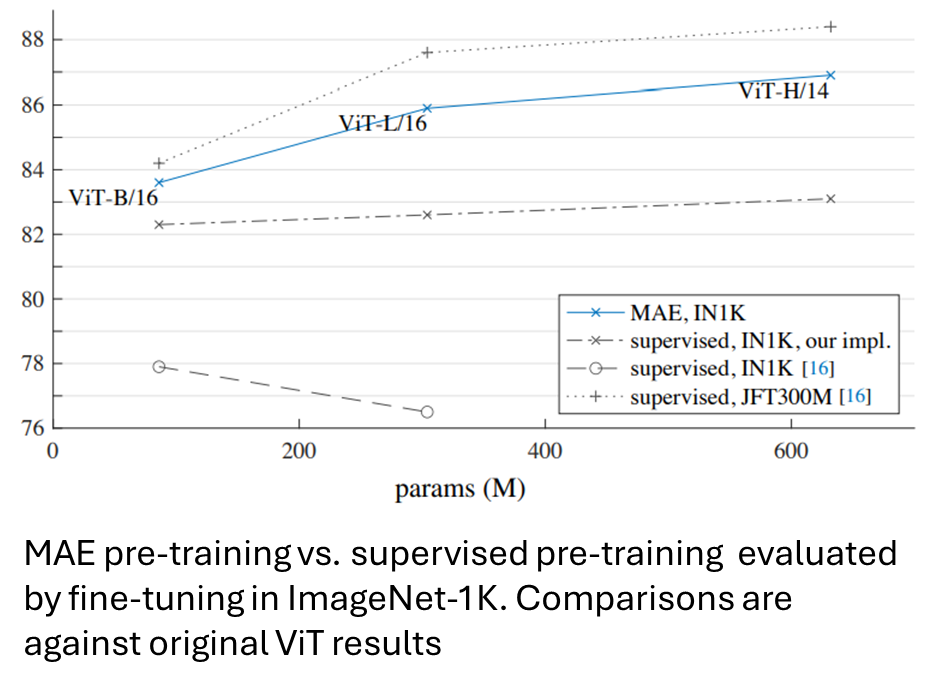 88
86
84
82
80
78
76
0
200
400
600
params (M)
ViT-B/16
ViT-L/16
ViT-H/14
MAE, IN1K
supervised, IN1K, our impl.
supervised, IN1K [16]
supervised, JFT300M [16]
MAE pre-training vs. supervised pre-training evaluated
by fine-tuning in ImageNet-1K. Comparisons are
against original ViT results